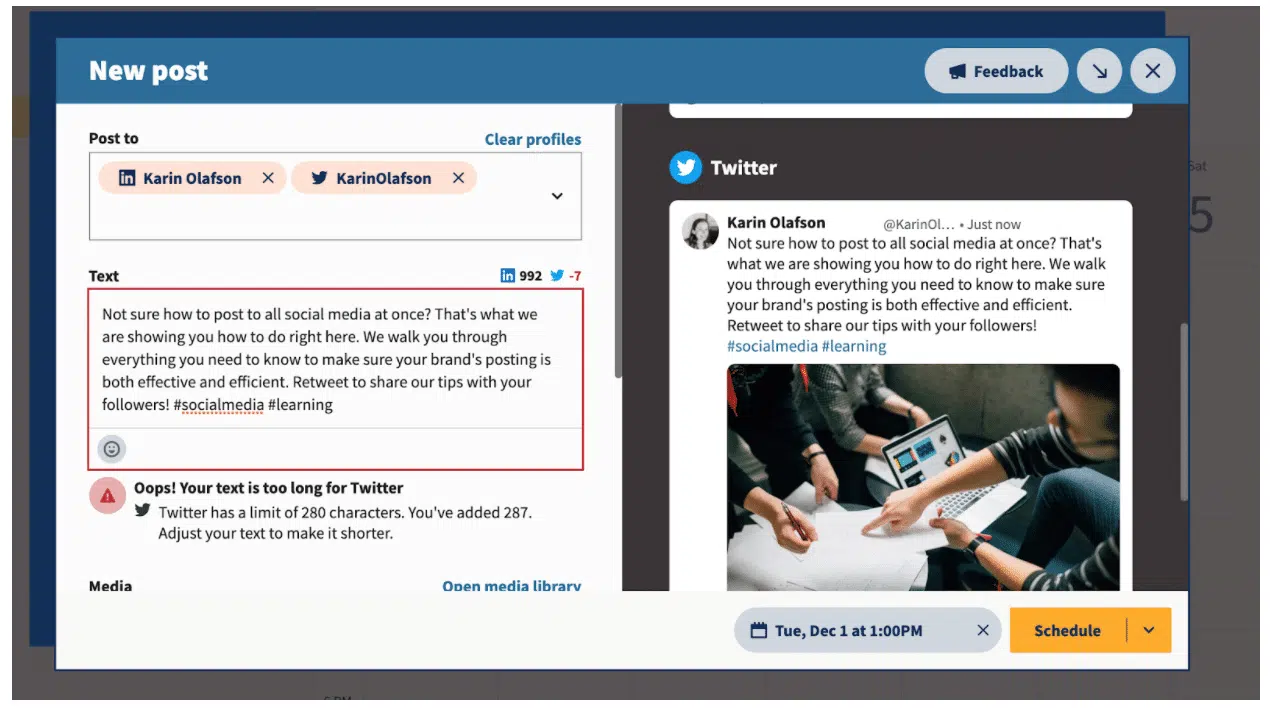 New post
Feedback
Post to
Clear profiles
Karin Olafson
KarinOlafson
Text
992
-7
Not sure how to post to all social media at once? That's what we
are showing you how to do right here. We walk you through
everything you need to know to make sure your brand's posting is
both effective and efficient. Retweet to share our tips with your
followers! #socialmedia #learning
Oops! Your text is too long for Twitter
Twitter has a limit of 280 characters. You've added 287.
Adjust your text to make it shorter.
Media
Open media library
Twitter
Karin Olafson @KarinOl... • Just now
Not sure how to post to all social media at once? That's
what we are showing you how to do right here. We walk
you through everything you need to know to make sure
your brand's posting is both effective and efficient.
Retweet to share our tips with your followers!
#socialmedia #learning
Tue, Dec 1 at 1:00PM
Schedule
Sat
5